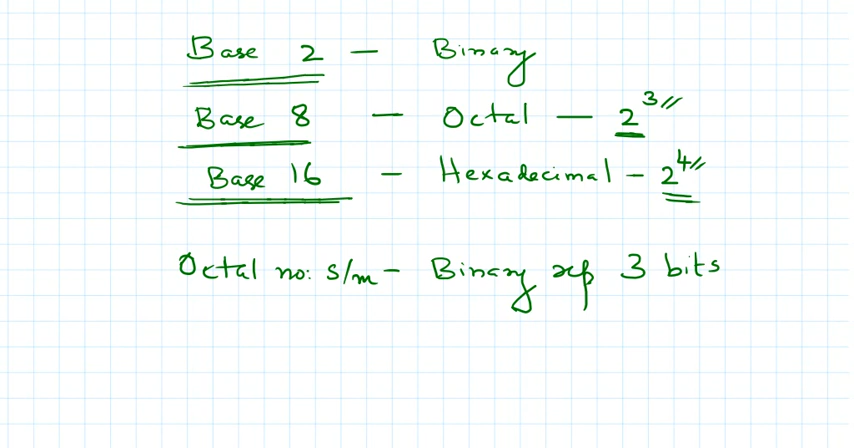 Base 2 — Binary
Base 8 — Octal — 2³
Base 16 — Hexadecimal — 2⁴
Octal no: s/m — Binary rep 3 bits